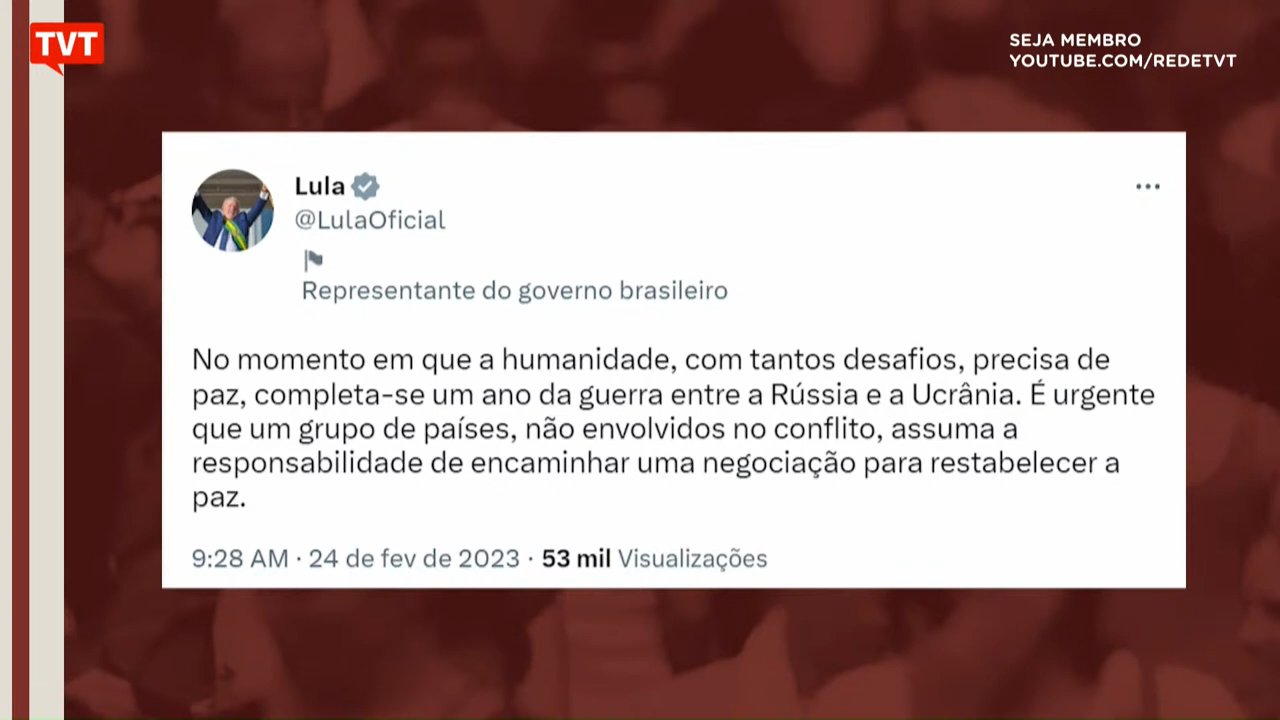 TVT
SEJA MEMBRO
YOUTUBE.COM/REDETVT
Lula
@LulaOficial
Representante do governo brasileiro
No momento em que a humanidade, com tantos desafios, precisa de
paz, completa-se um ano da guerra entre a Rússia e a Ucrânia. É urgente
que um grupo de países, não envolvidos no conflito, assuma a
responsabilidade de encaminhar uma negociação para restabelecer a
paz.
9:28 AM · 24 de fev de 2023 · 53 mil Visualizações